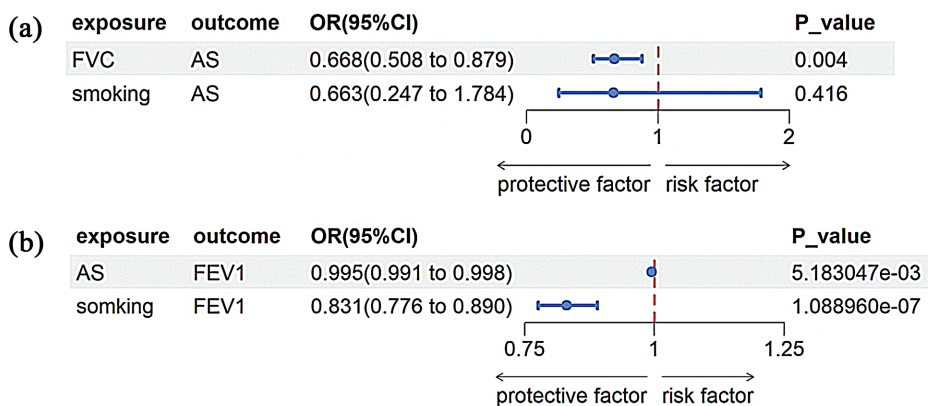 (a) exposure outcome OR(95%CI) P_value
FVC AS 0.668(0.508 to 0.879) 0.004
smoking AS 0.663(0.247 to 1.784) 0.416
0 1 2
protective factor risk factor
(b) exposure outcome OR(95%CI) P_value
AS FEV1 0.995(0.991 to 0.998) 5.183047e-03
somking FEV1 0.831(0.776 to 0.890) 1.088960e-07
0.75 1 1.25
protective factor risk factor